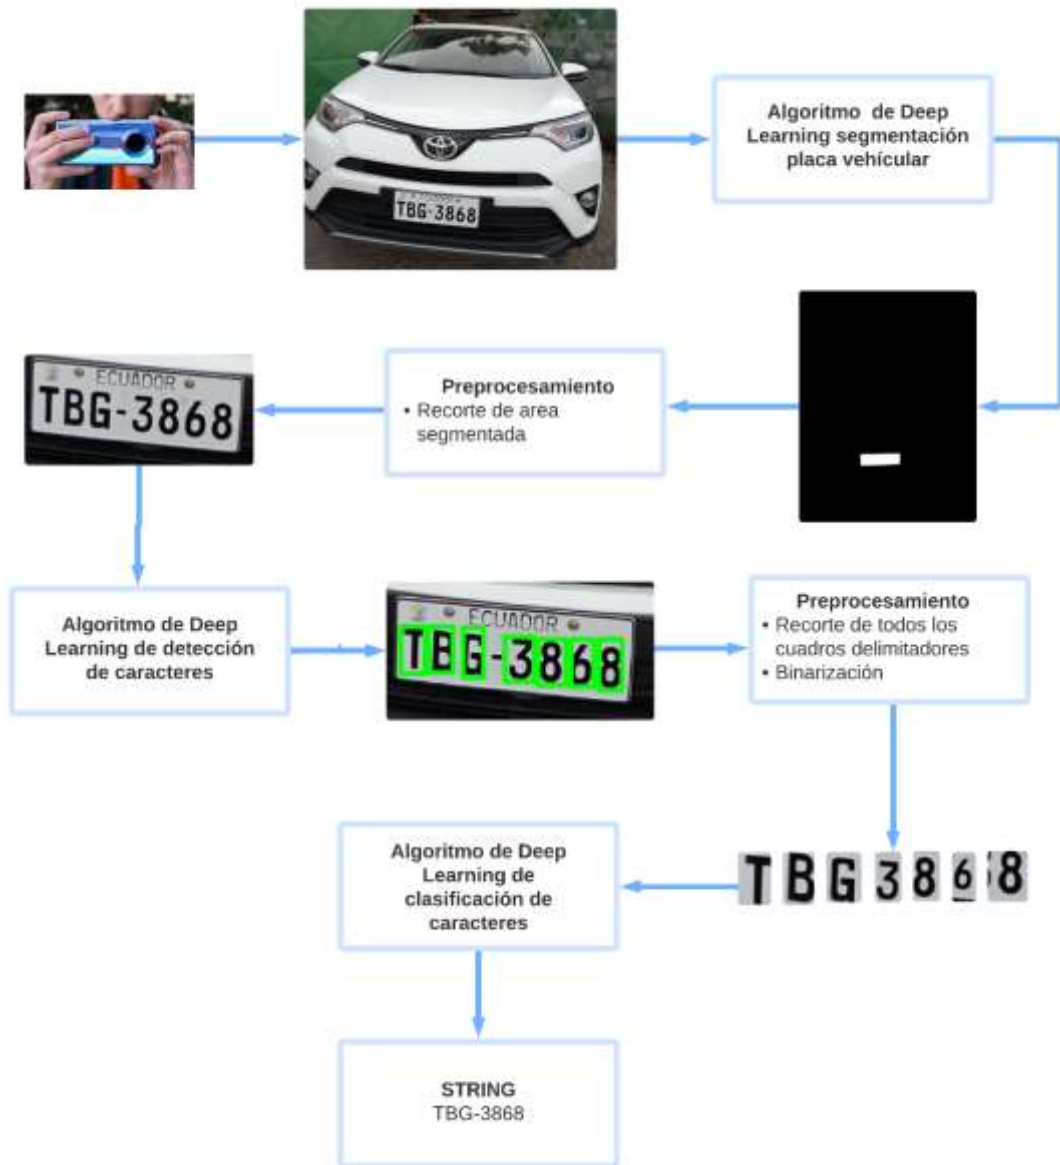 Algoritmo de Deep
Learning segmentación
placa vehícular
ECUADOR
TBG-3868
ECUADOR
TBG-3868
Preprocesamiento
• Recorte de area
segmentada
Algoritmo de Deep
Learning de detección
de caracteres
ECUADOR
TBG-3868
Preprocesamiento
• Recorte de todos los
cuadros delimitadores
• Binarización
Algoritmo de Deep
Learning de
clasificación de
caracteres
T B G 3 8 6 8
STRING
TBG-3868